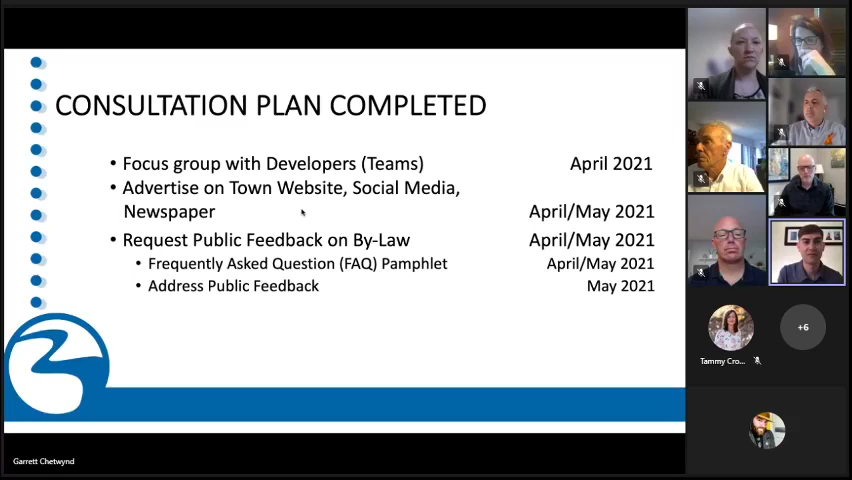 CONSULTATION PLAN COMPLETED
• Focus group with Developers (Teams) April 2021
• Advertise on Town Website, Social Media,
Newspaper April/May 2021
• Request Public Feedback on By-Law April/May 2021
• Frequently Asked Question (FAQ) Pamphlet April/May 2021
• Address Public Feedback May 2021
+6
Tammy Cro...
Garrett Chetwynd